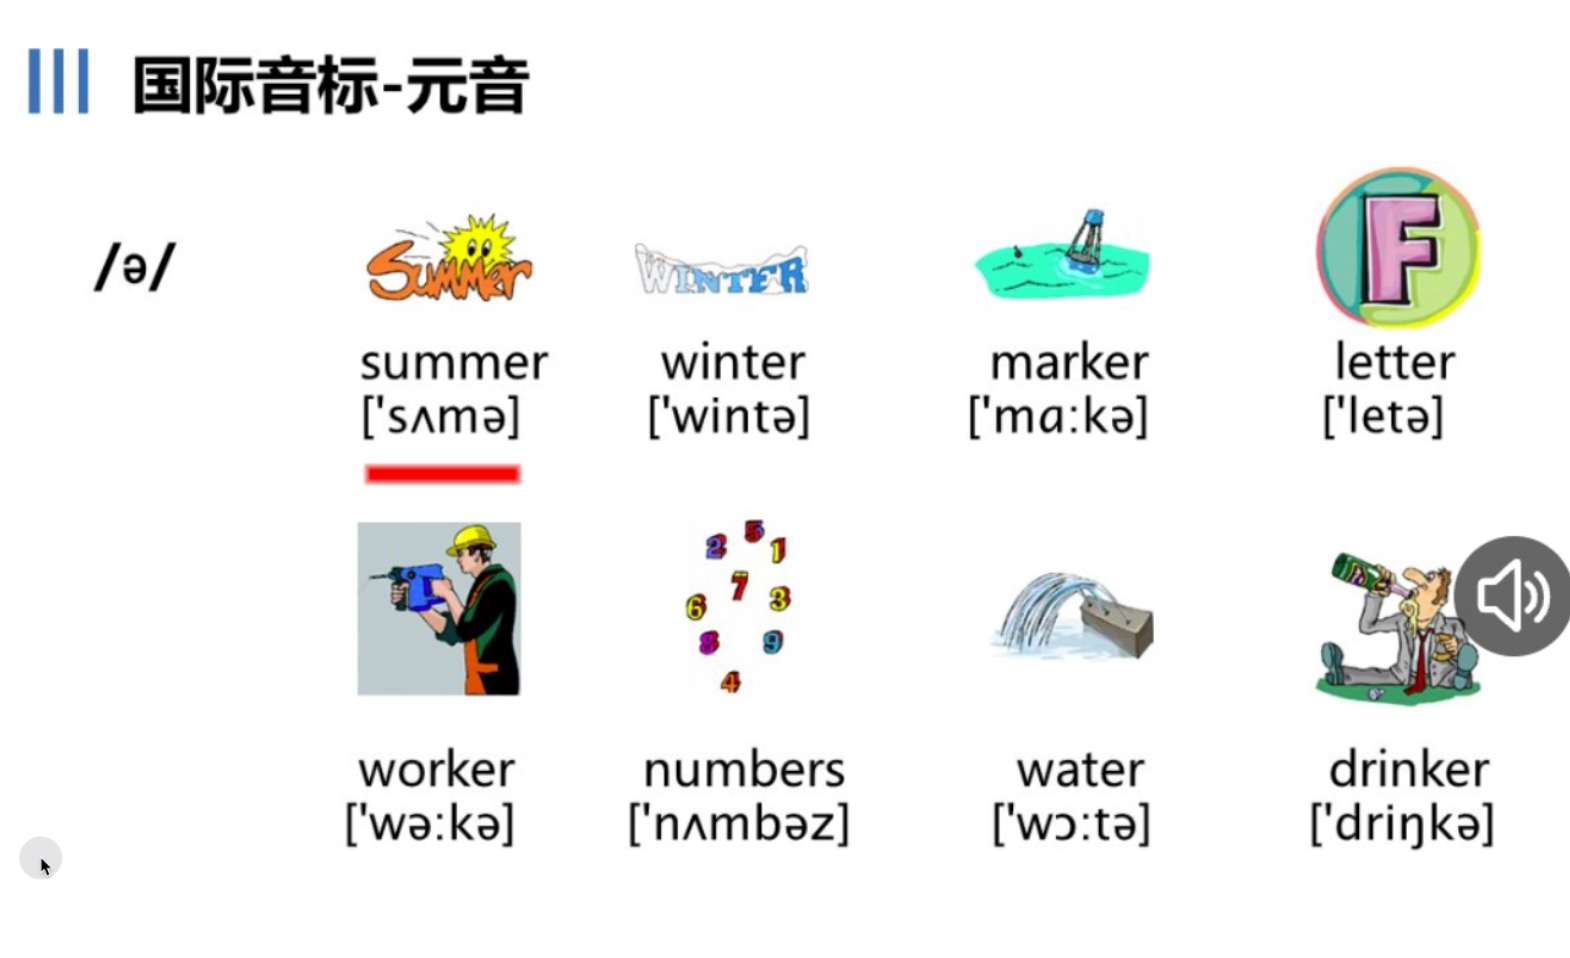 国际音标-元音
/ə/
Summer
WINTER
F
summer
winter
marker
letter
['sʌmə]
['wintə]
['mɑ:kə]
['letə]
2 5 1
7
6 3
8 9
4
worker
numbers
water
drinker
['wə:kə]
['nʌmbəz]
['wɔ:tə]
['driŋkə]